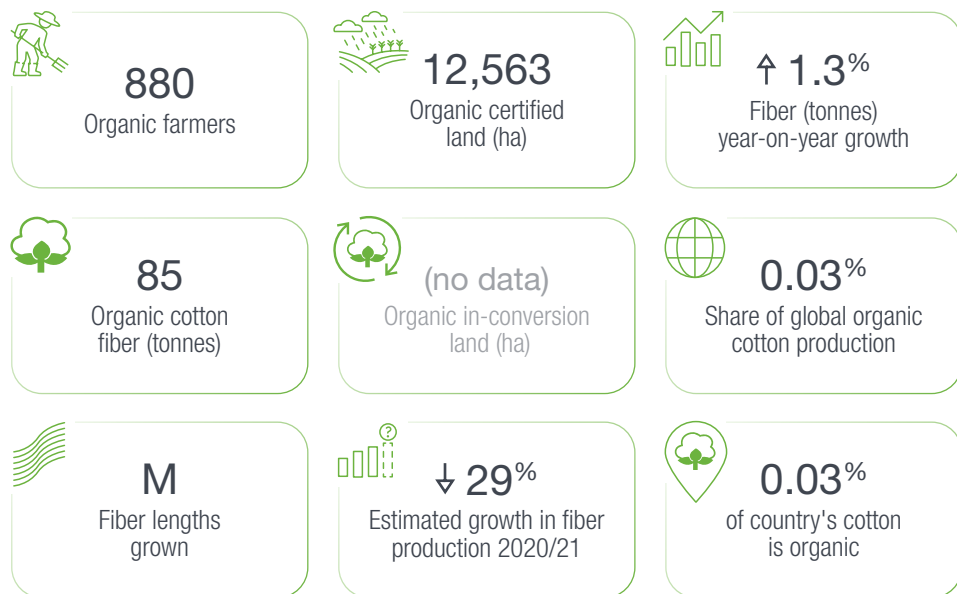 880
Organic farmers
12,563
Organic certified
land (ha)
↑ 1.3%
Fiber (tonnes)
year-on-year growth
85
Organic cotton
fiber (tonnes)
(no data)
Organic in-conversion
land (ha)
0.03%
Share of global organic
cotton production
M
Fiber lengths
grown
?
↓ 29%
Estimated growth in fiber
production 2020/21
0.03%
of country's cotton
is organic